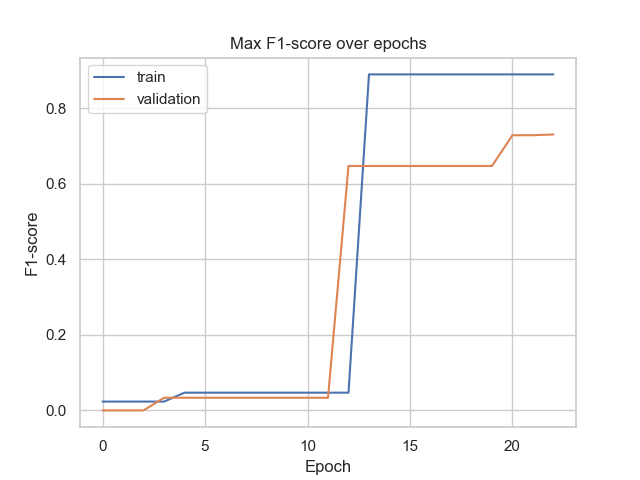 Max F1-score over epochs
train
validation
0.8
0.6
0.4
0.2
0.0
F1-score
0 5 10 15 20
Epoch